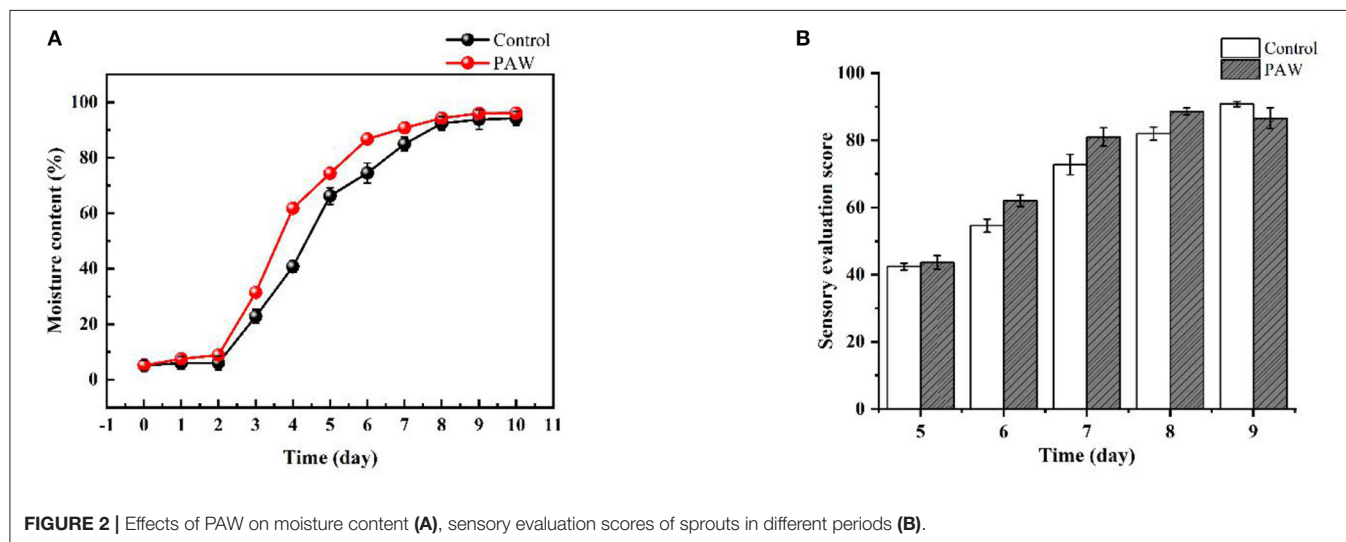 A
Control
PAW
100
80
60
40
20
0
Moisture content (%)
-1 0 1 2 3 4 5 6 7 8 9 10 11
Time (day)
B
Control
PAW
100
80
60
40
20
0
Sensory evaluation score
5 6 7 8 9
Time (day)
FIGURE 2 | Effects of PAW on moisture content (A), sensory evaluation scores of sprouts in different periods (B).